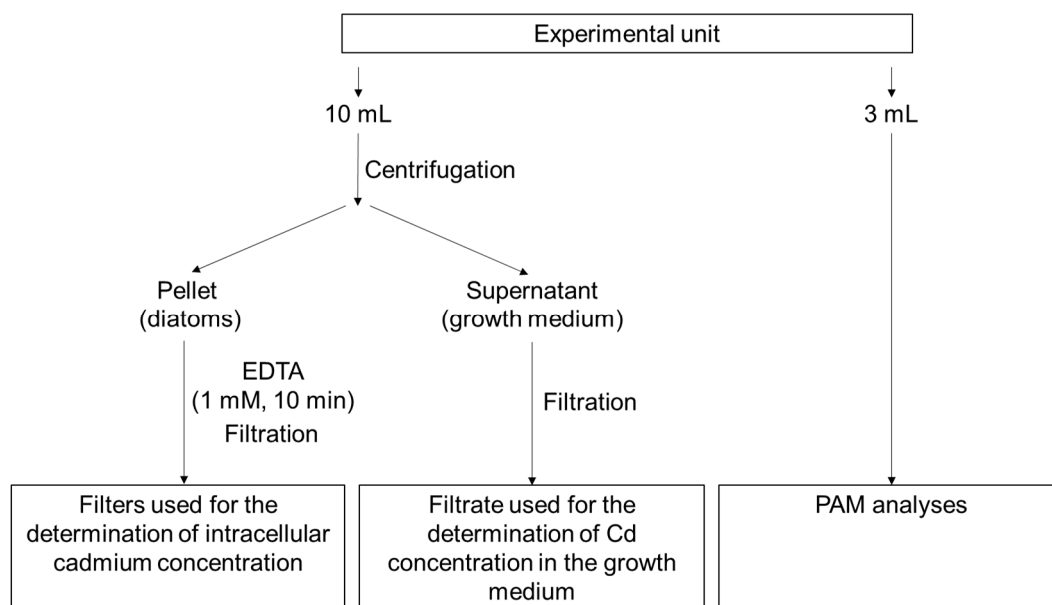 Experimental unit
10 mL
3 mL
Centrifugation
Pellet
(diatoms)
Supernatant
(growth medium)
EDTA
(1 mM, 10 min)
Filtration
Filtration
Filters used for the
determination of intracellular
cadmium concentration
Filtrate used for the
determination of Cd
concentration in the growth
medium
PAM analyses